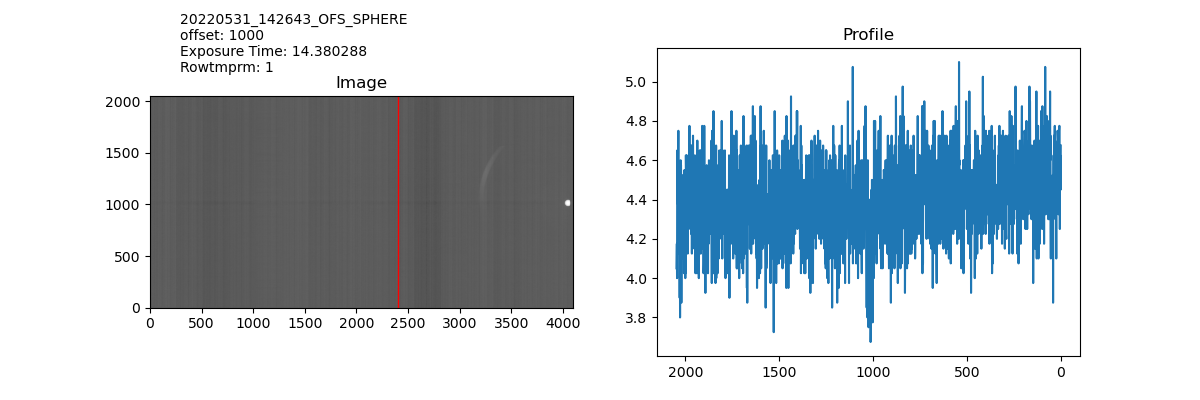 20220531_142643_OFS_SPHERE
offset: 1000
Exposure Time: 14.380288
Rowtmprm: 1
Image
2000
1500
1000
500
0
0 500 1000 1500 2000 2500 3000 3500 4000
Profile
5.0
4.8
4.6
4.4
4.2
4.0
3.8
2000 1500 1000 500 0